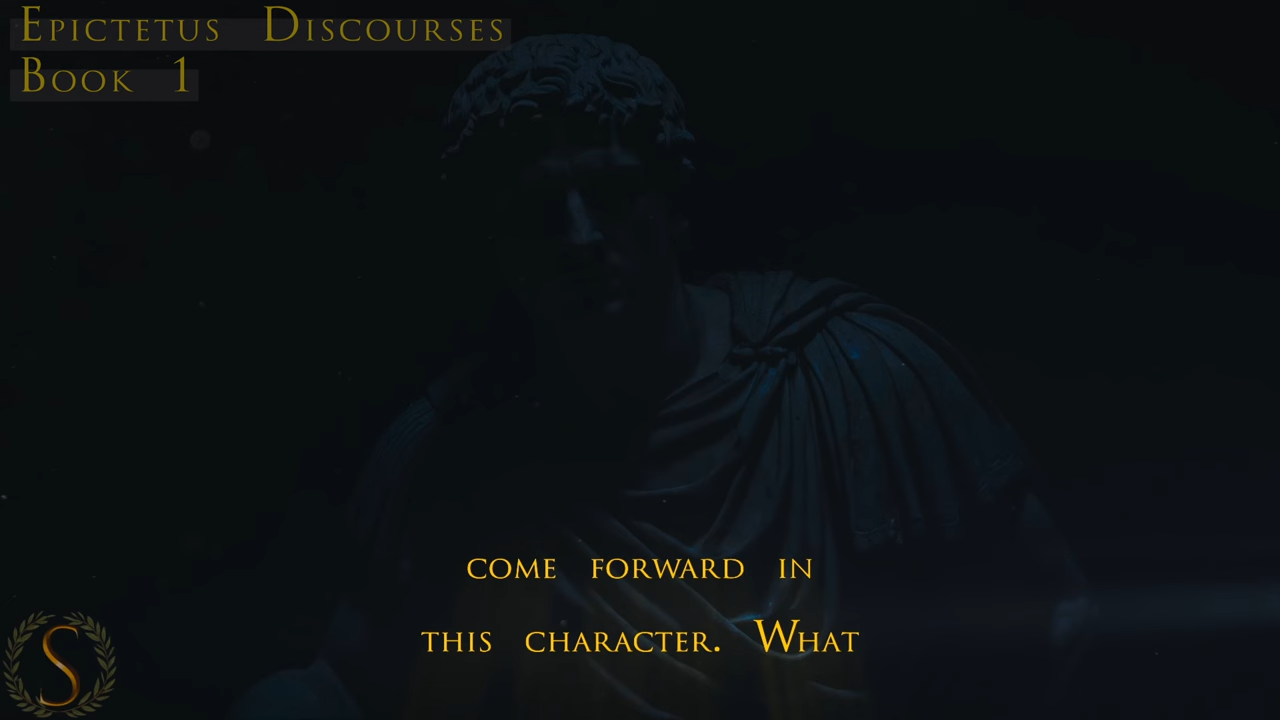 Epictetus Discourses
Book 1
come forward in
this character. What
S